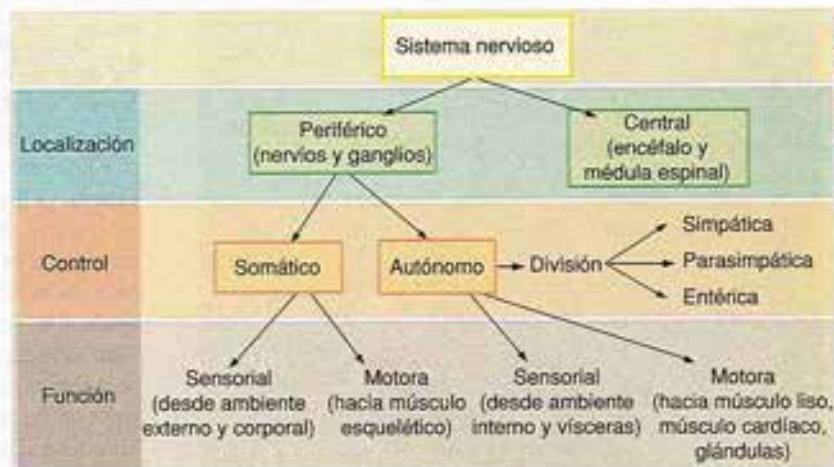 Sistema nervioso
Localización
Periférico
(nervios y ganglios)
Central
(encéfalo y
médula espinal)
Control
Somático
Autónomo
División
Simpática
Parasimpática
Entérica
Función
Sensorial
(desde ambiente
externo y corporal)
Motora
(hacia músculo
esquelético)
Sensorial
(desde ambiente
interno y vísceras)
Motora
(hacia músculo liso,
músculo cardíaco,
glándulas)